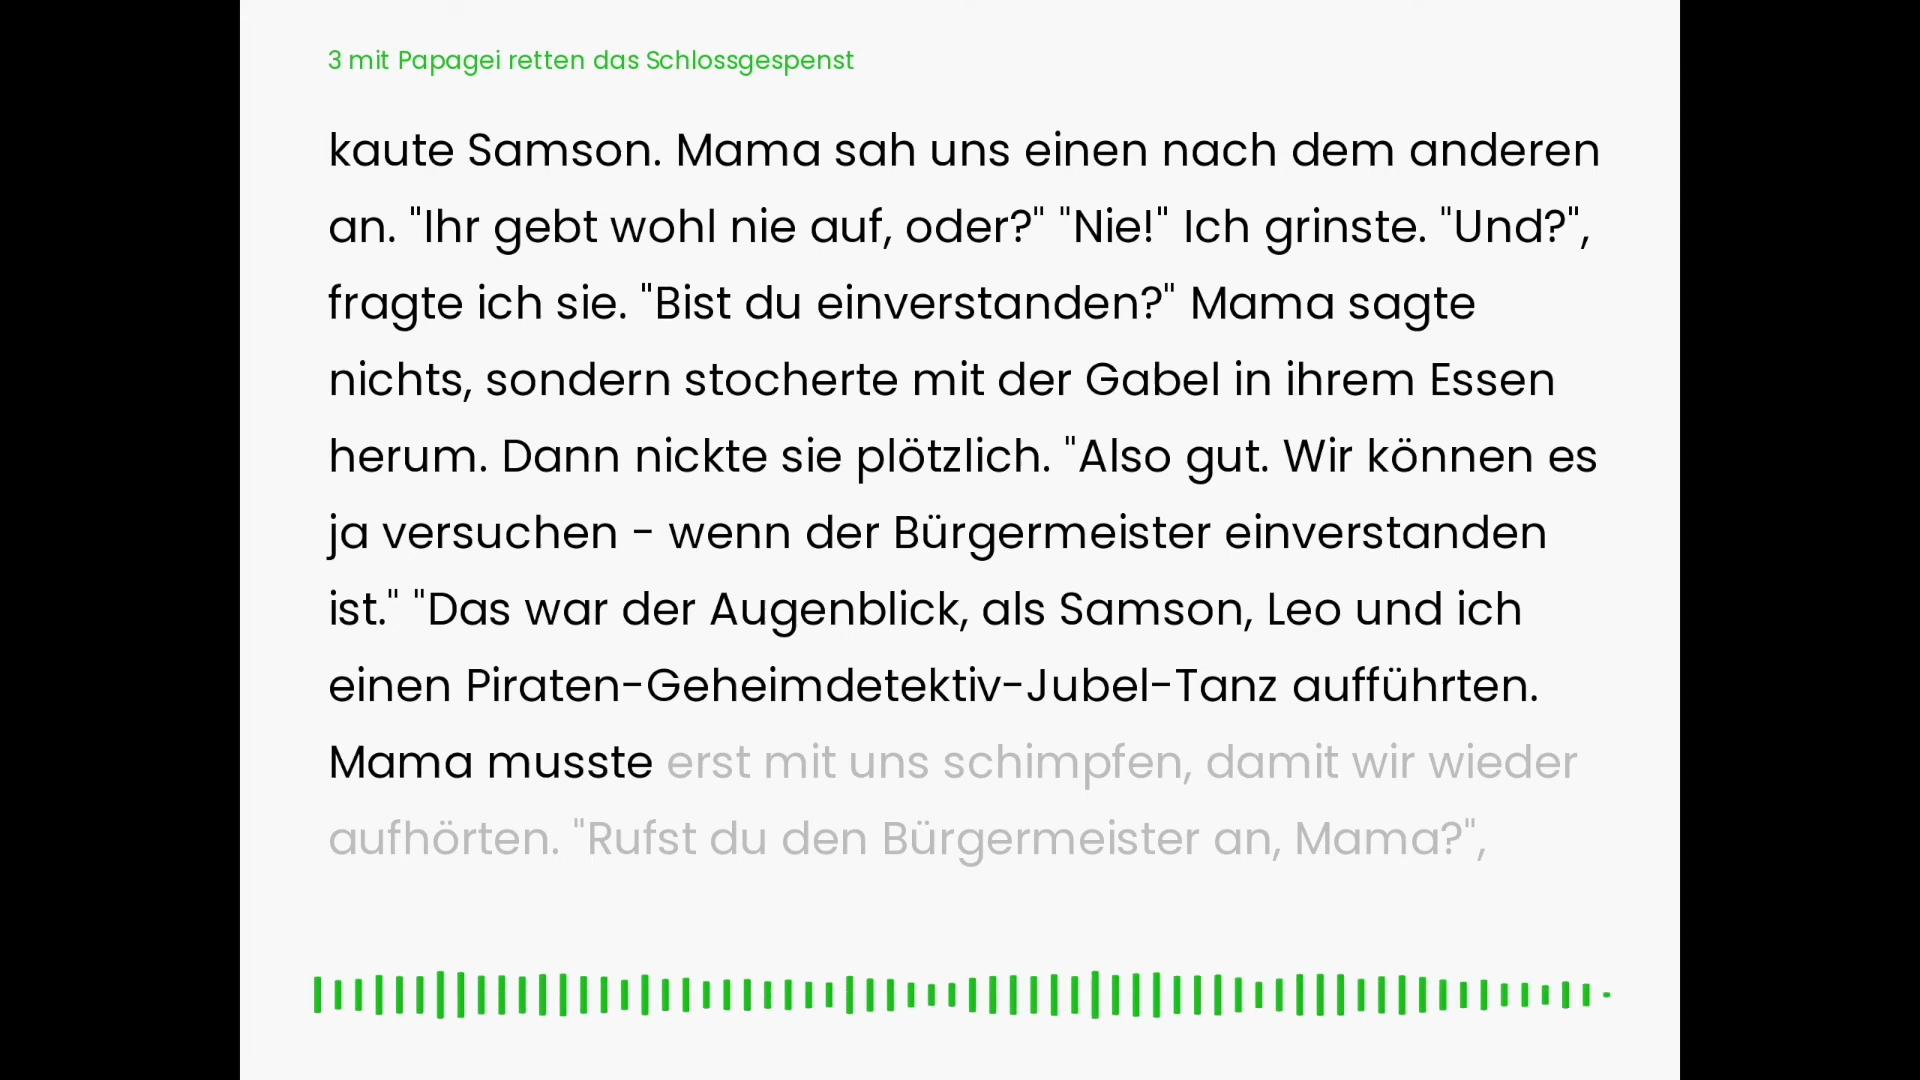 3 mit Papagei retten das Schlossgespenst
kaute Samson. Mama sah uns einen nach dem anderen
an. "Ihr gebt wohl nie auf, oder?" "Nie!" Ich grinste. "Und?",
fragte ich sie. "Bist du einverstanden?" Mama sagte
nichts, sondern stocherte mit der Gabel in ihrem Essen
herum. Dann nickte sie plötzlich. "Also gut. Wir können es
ja versuchen - wenn der Bürgermeister einverstanden
ist." "Das war der Augenblick, als Samson, Leo und ich
einen Piraten-Geheimdetektiv-Jubel-Tanz aufführten.
Mama musste erst mit uns schimpfen, damit wir wieder
aufhörten. "Rufst du den Bürgermeister an, Mama?",